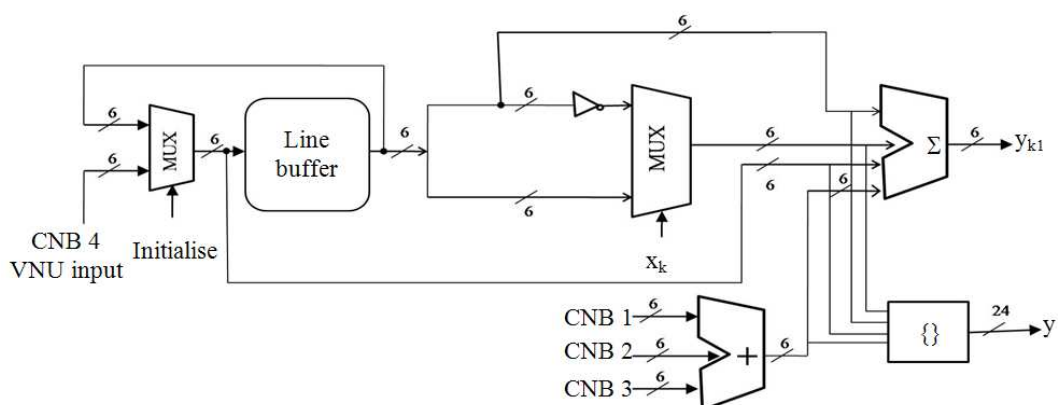 6
6
6
MUX
6
Line
buffer
6
6
MUX
6
6
6
6
Σ
6
y_k1
6
CNB 4
VNU input
Initialise
x_k
CNB 1
6
CNB 2
6
+
6
CNB 3
6
{}
24
y